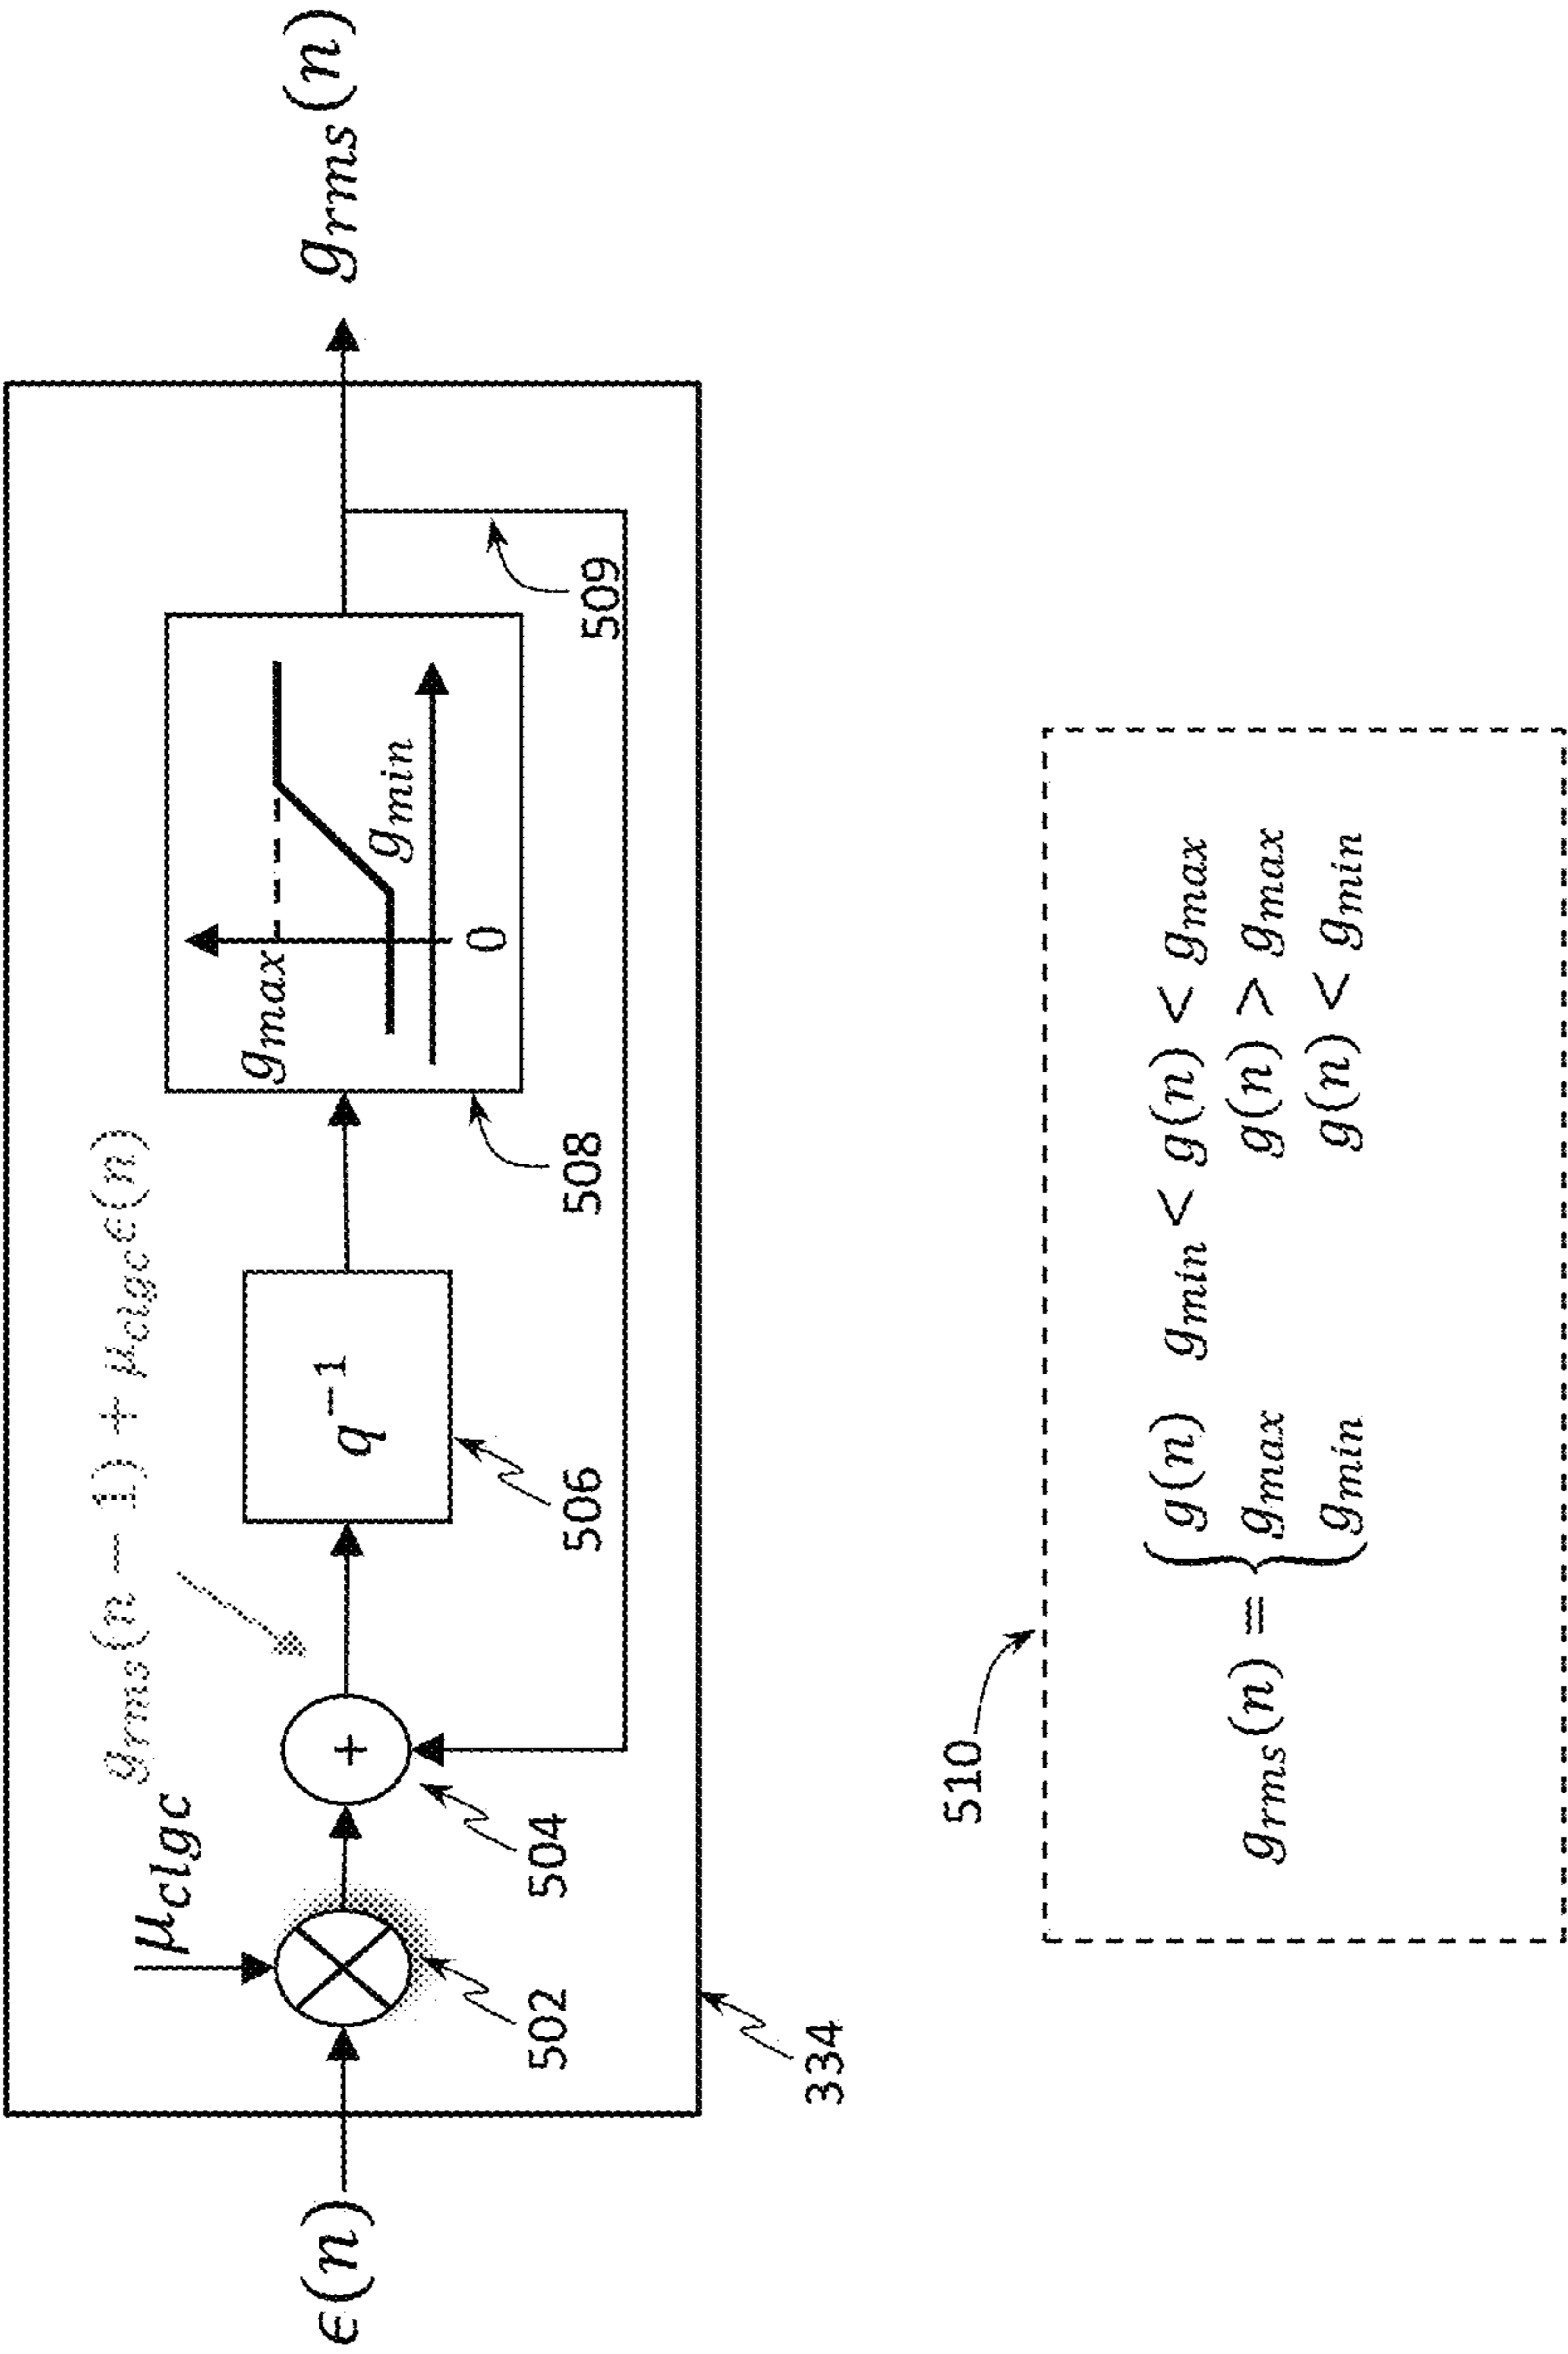 g_rms(n − 1) + μ_clgc ϵ(n)
μ_clgc
ϵ(n)
+
q⁻¹
g_max
g_min
0
g_rms(n)
502
504
506
508
509
334
510
g_rms(n) = { g(n) g_min < g(n) < g_max
g_max g(n) > g_max
g_min g(n) < g_min